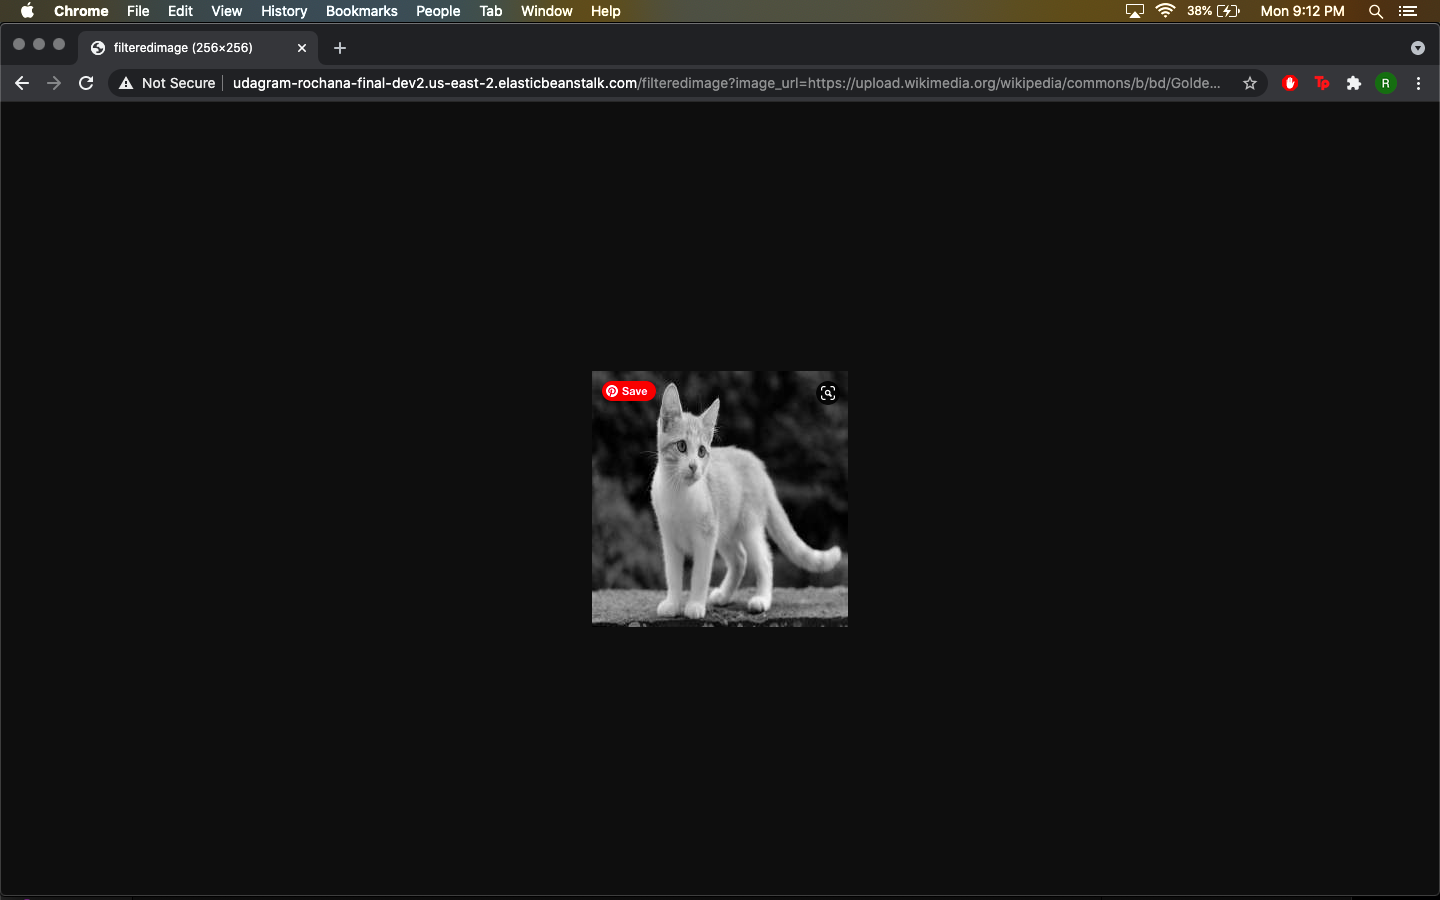 Chrome File Edit View History Bookmarks People Tab Window Help 38% Mon 9:12 PM
filteredimage (256×256)
Not Secure udagram-rochana-final-dev2.us-east-2.elasticbeanstalk.com/filteredimage?image_url=https://upload.wikimedia.org/wikipedia/commons/b/bd/Golde... Tp R
Save